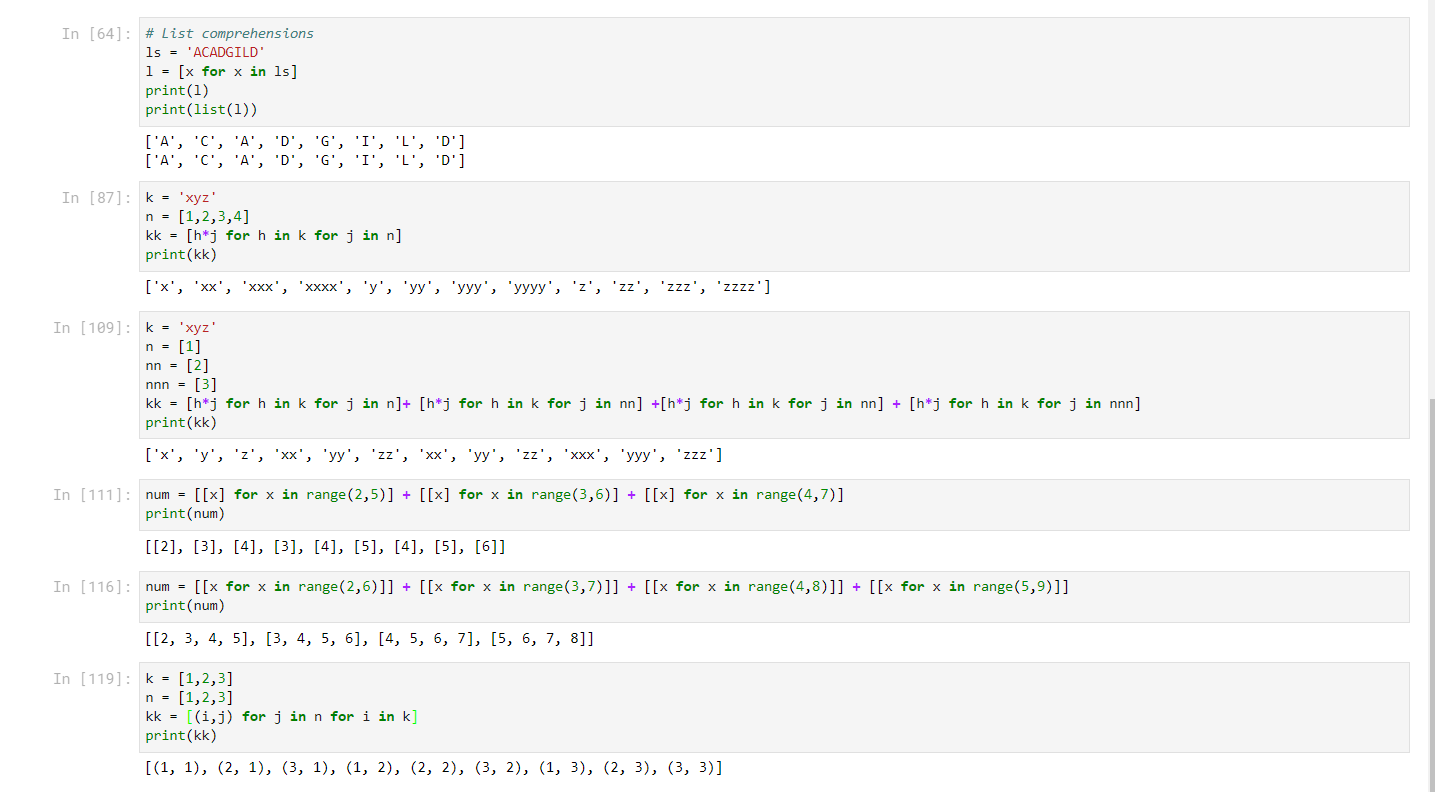 In [64]: # List comprehensions
ls = 'ACADGILD'
l = [x for x in ls]
print(l)
print(list(l))
['A', 'C', 'A', 'D', 'G', 'I', 'L', 'D']
['A', 'C', 'A', 'D', 'G', 'I', 'L', 'D']
In [87]: k = 'xyz'
n = [1,2,3,4]
kk = [h*j for h in k for j in n]
print(kk)
['x', 'xx', 'xxx', 'xxxx', 'y', 'yy', 'yyy', 'yyyy', 'z', 'zz', 'zzz', 'zzzz']
In [109]: k = 'xyz'
n = [1]
nn = [2]
nnn = [3]
kk = [h*j for h in k for j in n]+ [h*j for h in k for j in nn] +[h*j for h in k for j in nn] + [h*j for h in k for j in nnn]
print(kk)
['x', 'y', 'z', 'xx', 'yy', 'zz', 'xx', 'yy', 'zz', 'xxx', 'yyy', 'zzz']
In [111]: num = [[x] for x in range(2,5)] + [[x] for x in range(3,6)] + [[x] for x in range(4,7)]
print(num)
[[2], [3], [4], [3], [4], [5], [4], [5], [6]]
In [116]: num = [[x for x in range(2,6)]] + [[x for x in range(3,7)]] + [[x for x in range(4,8)]] + [[x for x in range(5,9)]]
print(num)
[[2, 3, 4, 5], [3, 4, 5, 6], [4, 5, 6, 7], [5, 6, 7, 8]]
In [119]: k = [1,2,3]
n = [1,2,3]
kk = [(i,j) for j in n for i in k]
print(kk)
[(1, 1), (2, 1), (3, 1), (1, 2), (2, 2), (3, 2), (1, 3), (2, 3), (3, 3)]